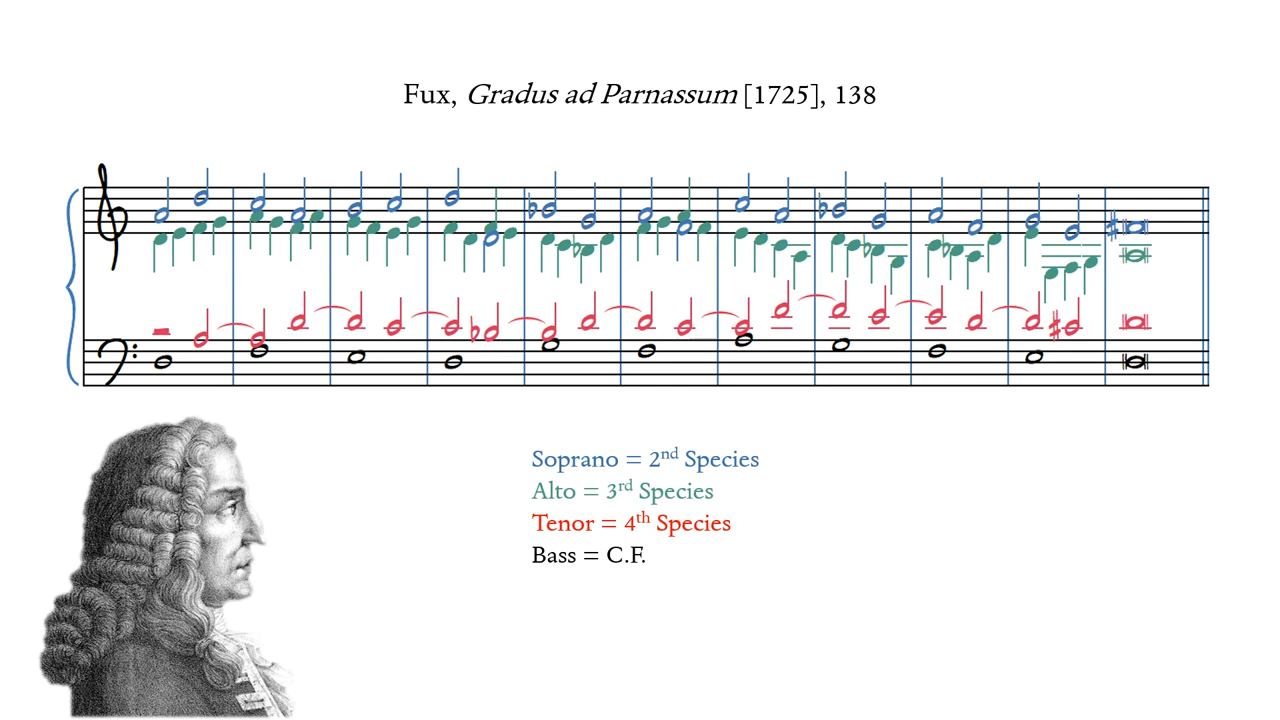 Fux, Gradus ad Parnassum [1725], 138
Soprano = 2nd Species
Alto = 3rd Species
Tenor = 4th Species
Bass = C.F.